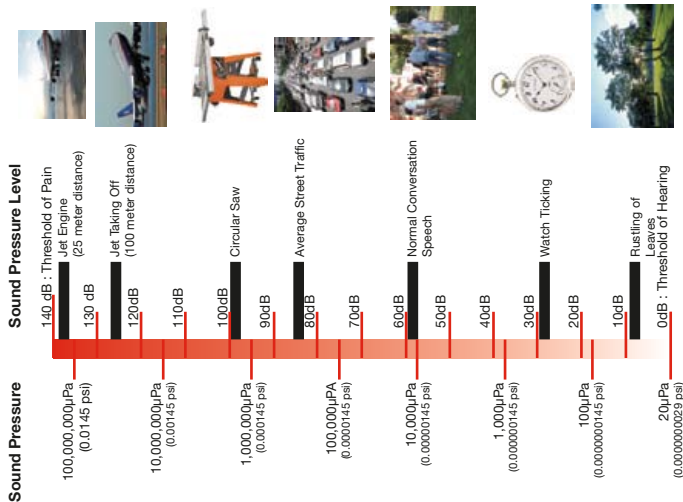 Sound Pressure
100,000,000µPa
(0.0145 psi)
10,000,000µPa
(0.00145 psi)
1,000,000µPa
(0.000145 psi)
100,000µPA
(0.0000145 psi)
10,000µPa
(0.00000145 psi)
1,000µPa
(0.000000145 psi)
100µPa
(0.0000000145 psi)
20µPa
(0.0000000029 psi)
Sound Pressure Level
140 dB : Threshold of Pain
Jet Engine
(25 meter distance)
130 dB
Jet Taking Off
(100 meter distance)
120dB
110dB
100dB
Circular Saw
90dB
Average Street Traffic
80dB
70dB
60dB
Normal Conversation
Speech
50dB
40dB
30dB
Watch Ticking
20dB
10dB
Rustling of
Leaves
0dB : Threshold of Hearing